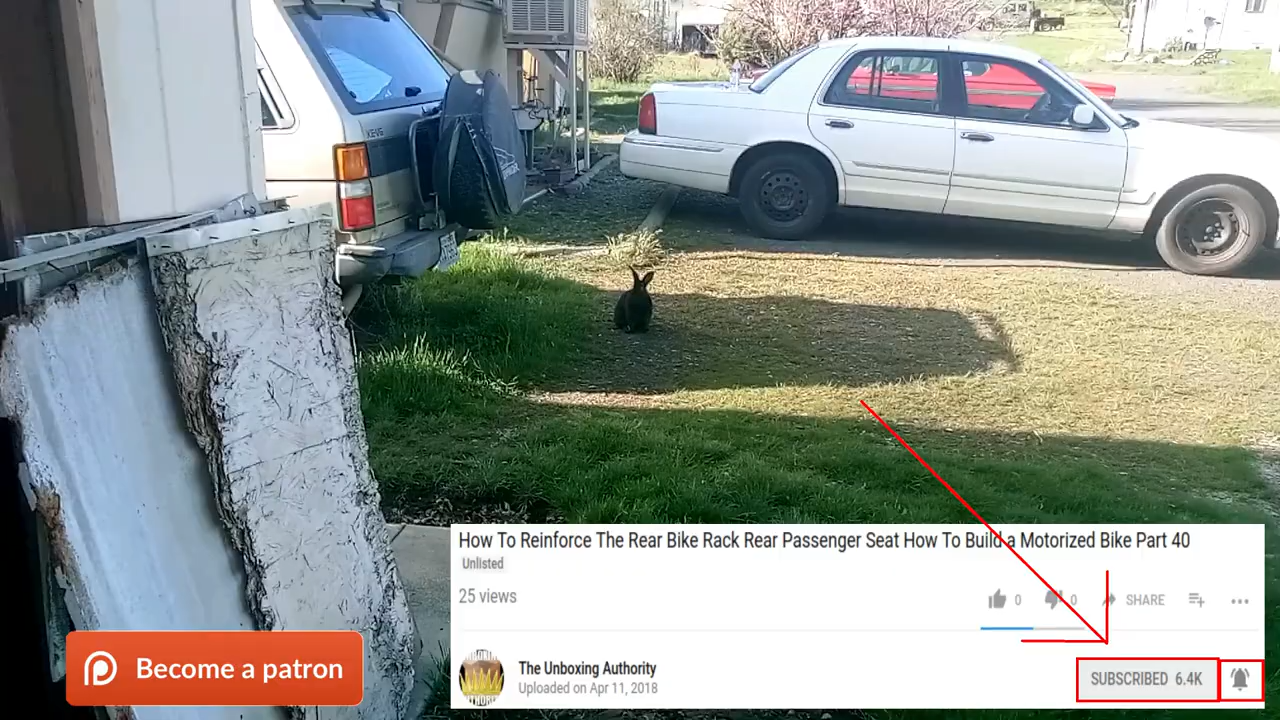 How To Reinforce The Rear Bike Rack Rear Passenger Seat How To Build a Motorized Bike Part 40
Unlisted
25 views
0
0
SHARE
The Unboxing Authority
Uploaded on Apr 11, 2018
SUBSCRIBED 6.4K
Become a patron